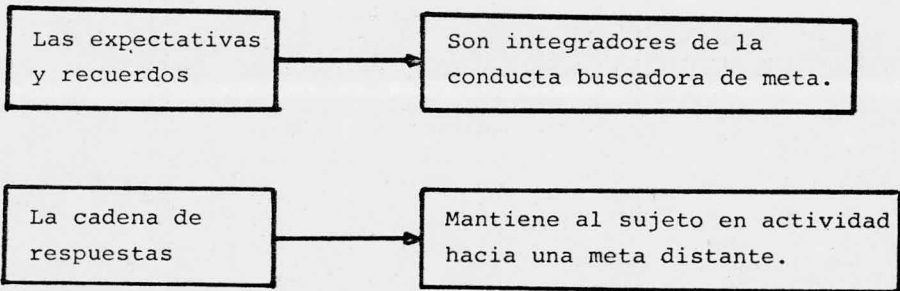 Las expectativas
y recuerdos
Son integradores de la
conducta buscadora de meta.
La cadena de
respuestas
Mantiene al sujeto en actividad
hacia una meta distante.